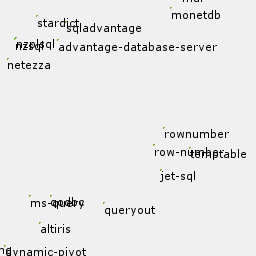 monetdb
stardict
sqladvantage
nzplsql
nzsql
advantage-database-server
netezza
rownumber
row-number
temptable
jet-sql
ms-query
qodbc
queryout
altiris
dynamic-pivot